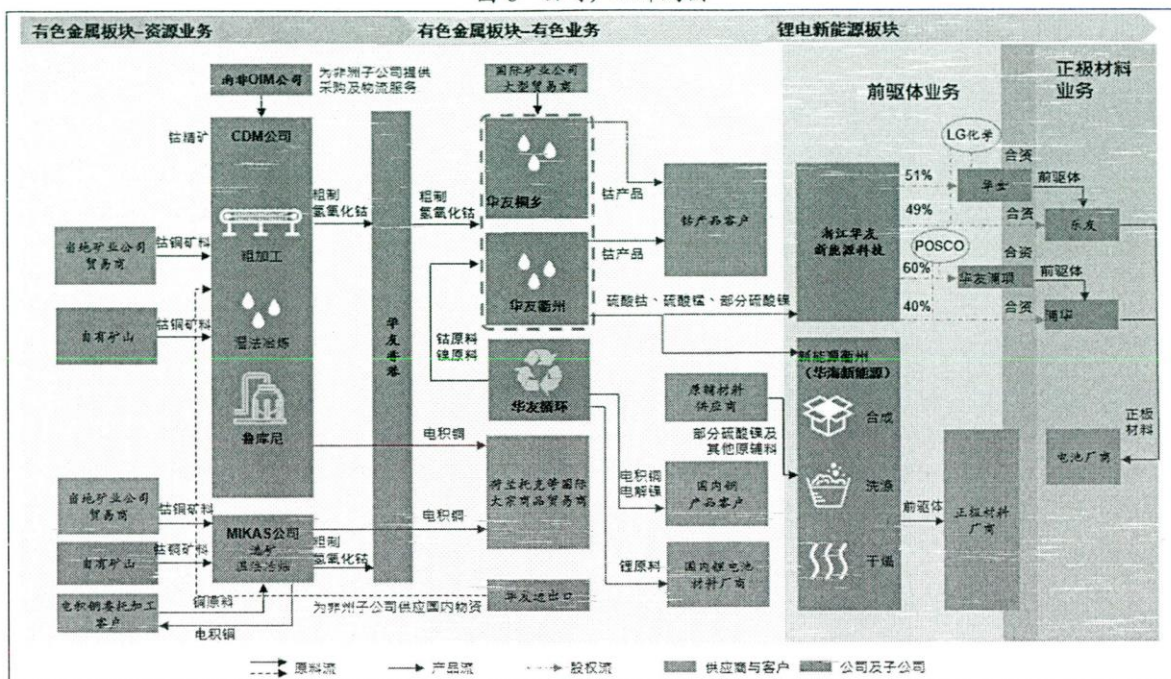 有色金属板块–资源业务
有色金属板块–有色业务
锂电新能源板块
南非OIM公司
为非洲子公司提供
采购及物流服务
国际矿业公司
大型贸易商
前驱体业务
正极材料
业务
钴精矿
CDM公司
粗加工
湿法冶炼
鲁库尼
当地矿业公司
贸易商
钴铜矿料
自有矿山
钴铜矿料
粗制
氢氧化钴
华友香港
粗制
氢氧化钴
华友桐乡
华友衢州
钴产品
钴产品
钴产品客户
钴原料
镍原料
华友循环
硫酸钴、硫酸锰、部分硫酸镍
浙江华友
新能源科技
LG化学
51%
合资
华金
前驱体
49%
合资
乐友
POSCO
60%
合资
华友浦项
前驱体
40%
合资
浦华
新能源衢州
（华海新能源）
合成
洗涤
干燥
原辅材料
供应商
部分硫酸镍及
其他原辅料
电积铜
荷兰托克等国际
大宗商品贸易商
电积铜
电解镍
国内铜
产品客户
前驱体
正极材料
厂商
正极
材料
电池厂商
当地矿业公司
贸易商
钴铜矿料
MIKAS公司
选矿
湿法冶炼
电积铜
自有矿山
钴铜矿料
粗制
氢氧化钴
锂原料
国内锂电池
材料厂商
电积铜委托加工
客户
铜原料
电积铜
为非州子公司供应国内物资
华友进出口
原料流
产品流
股权流
供应商与客户
公司及子公司